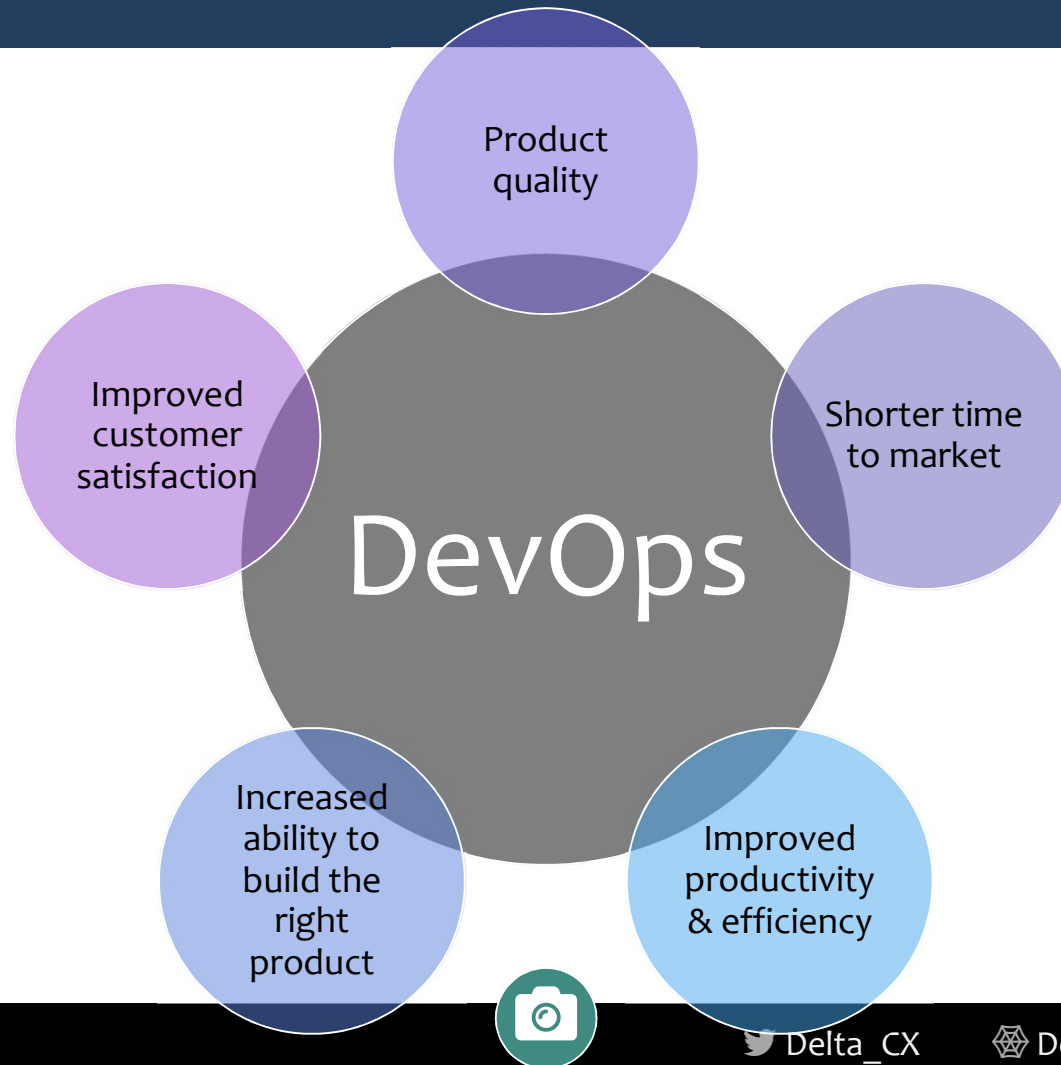 Product
quality
Improved
customer
satisfaction
Shorter time
to market
DevOps
Increased
ability to
build the
right
product
Improved
productivity
& efficiency
Delta_CX